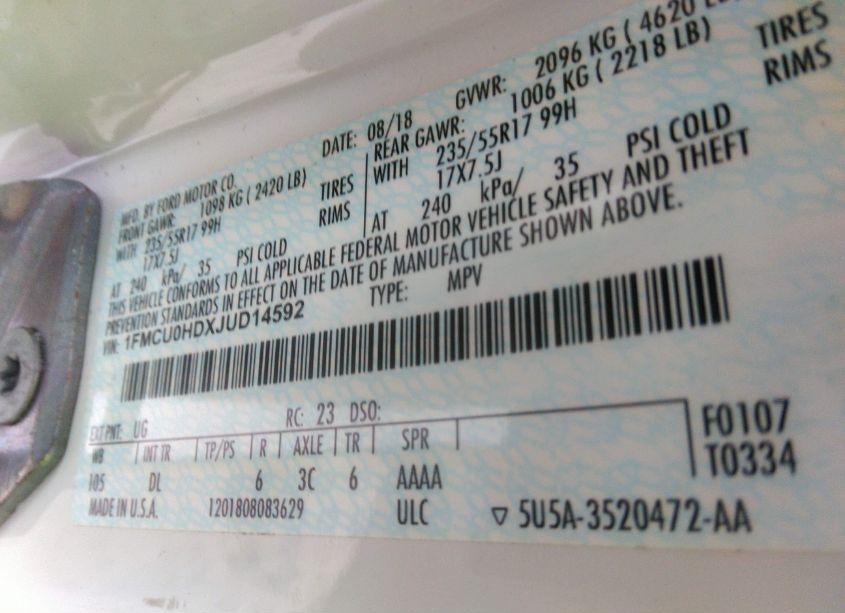 MFD. BY FORD MOTOR CO. DATE: 08/18 GVWR: 2096 KG ( 4620 LB)
FRONT GAWR: 1098 KG ( 2420 LB) REAR GAWR: 1006 KG ( 2218 LB)
WITH 235/55R17 99H TIRES WITH 235/55R17 99H TIRES
17X7.5J RIMS 17X7.5J RIMS
AT 240 kPa/ 35 PSI COLD AT 240 kPa/ 35 PSI COLD
THIS VEHICLE CONFORMS TO ALL APPLICABLE FEDERAL MOTOR VEHICLE SAFETY AND THEFT
PREVENTION STANDARDS IN EFFECT ON THE DATE OF MANUFACTURE SHOWN ABOVE.
VIN: 1FMCU0HDXJUD14592 TYPE: MPV
EXT PNT: UG RC: 23 DSO: F0107
WB INT TR TP/PS R AXLE TR SPR T0334
105 DL 6 3C 6 AAAA
MADE IN U.S.A. 1201808083629 ULC ▽ 5U5A-3520472-AA